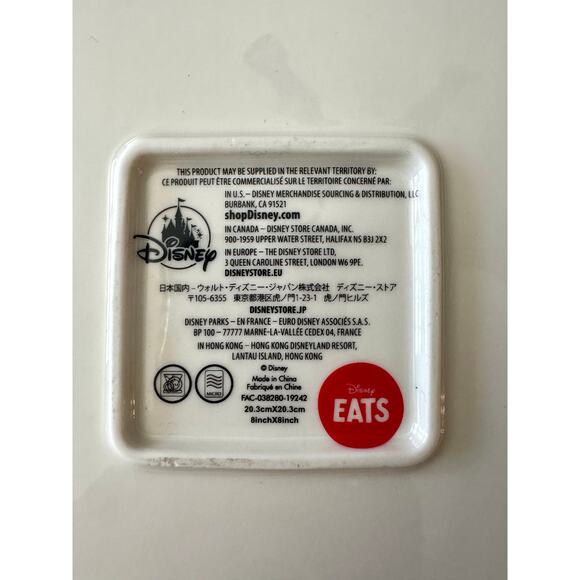 THIS PRODUCT MAY BE SUPPLIED IN THE RELEVANT TERRITORY BY:
CE PRODUIT PEUT ÊTRE COMMERCIALISÉ SUR LE TERRITOIRE CONCERNÉ PAR:
IN U.S. – DISNEY MERCHANDISE SOURCING & DISTRIBUTION, LLC
BURBANK, CA 91521
shopDisney.com
IN CANADA – DISNEY STORE CANADA, INC.
900-1959 UPPER WATER STREET, HALIFAX NS B3J 2X2
IN EUROPE – THE DISNEY STORE LTD,
3 QUEEN CAROLINE STREET, LONDON W6 9PE.
DISNEYSTORE.EU
Disney
日本国内 – ウォルト・ディズニー・ジャパン株式会社 ディズニー・ストア
〒105-6355 東京都港区虎ノ門1-23-1 虎ノ門ヒルズ
DISNEYSTORE.JP
DISNEY PARKS – EN FRANCE – EURO DISNEY ASSOCIÉS S.A.S.
BP 100 – 77777 MARNE-LA-VALLÉE CEDEX 04, FRANCE
IN HONG KONG – HONG KONG DISNEYLAND RESORT,
LANTAU ISLAND, HONG KONG
© Disney
Made in China
Fabriqué en Chine
FAC-038280-19242
20.3cmX20.3cm
8inchX8inch
MICRO
Disney
EATS